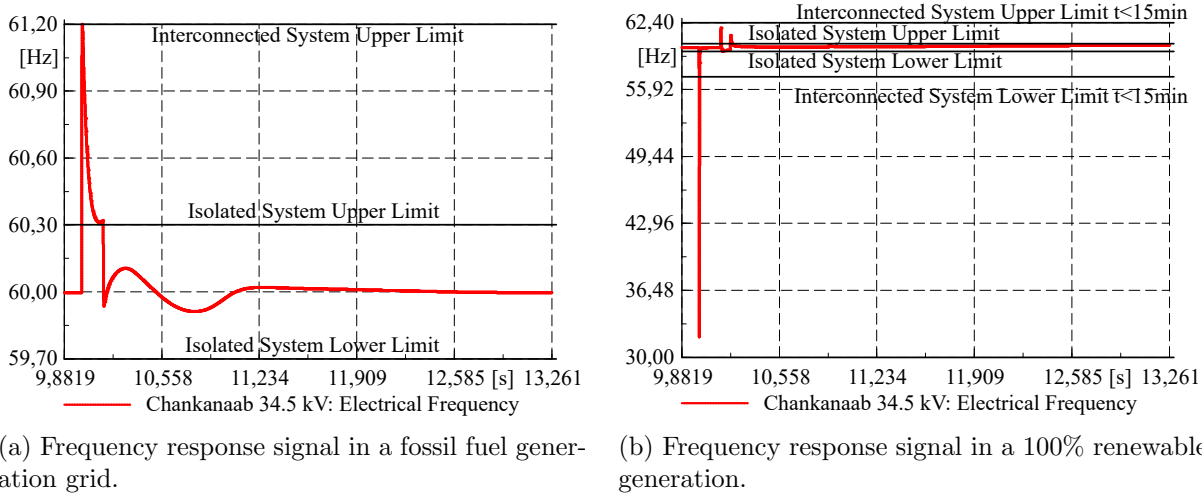 61,20
[Hz]
60,90
60,60
60,30
60,00
59,70
Interconnected System Upper Limit
Isolated System Upper Limit
Isolated System Lower Limit
9,8819 10,558 11,234 11,909 12,585 [s] 13,261
Chankanaab 34.5 kV: Electrical Frequency
(a) Frequency response signal in a fossil fuel gener-
ation grid.
62,40
[Hz]
55,92
49,44
42,96
36,48
30,00
Interconnected System Upper Limit t<15min
Isolated System Upper Limit
Isolated System Lower Limit
Interconnected System Lower Limit t<15min
9,8819 10,558 11,234 11,909 12,585 [s] 13,261
Chankanaab 34.5 kV: Electrical Frequency
(b) Frequency response signal in a 100% renewable
generation.